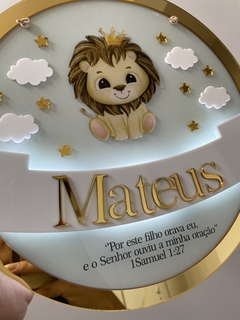 Mateus
“Por este filho orava eu,
e o Senhor ouviu a minha oração”
1Samuel 1:27